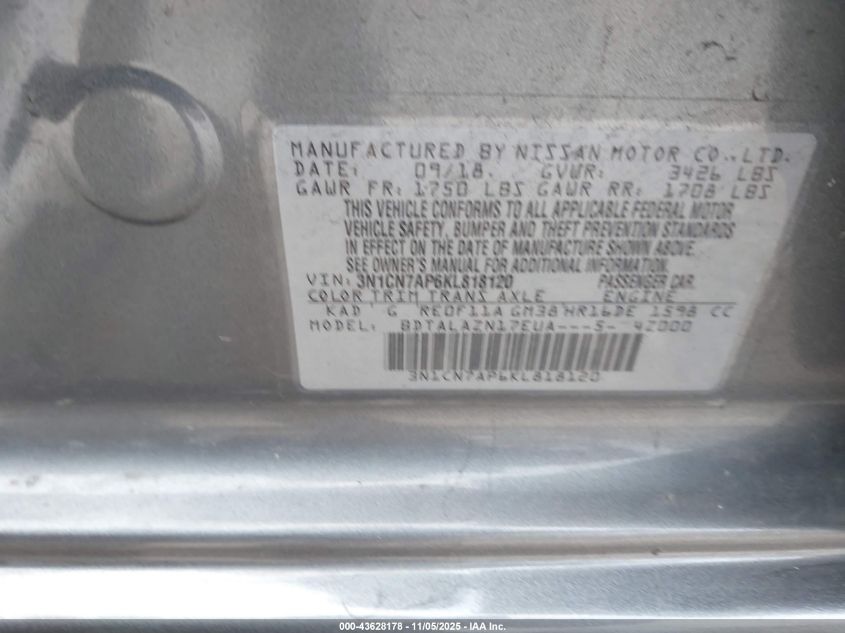 MANUFACTURED BY NISSAN MOTOR CO.,LTD.
DATE: 09/18. GVWR: 3426 LBS
GAWR FR: 1750 LBS GAWR RR: 1708 LBS
THIS VEHICLE CONFORMS TO ALL APPLICABLE FEDERAL MOTOR
VEHICLE SAFETY, BUMPER AND THEFT PREVENTION STANDARDS
IN EFFECT ON THE DATE OF MANUFACTURE SHOWN ABOVE.
SEE OWNER'S MANUAL FOR ADDITIONAL INFORMATION.
VIN: 3N1CN7AP6KL818120 PASSENGER CAR.
COLOR TRIM TRANS AXLE ENGINE
KAD G RE0F11A GM38 HR16DE 1598 CC
MODEL: BDTALAZN17EUA---5- 4Z000
3N1CN7AP6KL818120
000-43628178 - 11/05/2025 - IAA Inc.